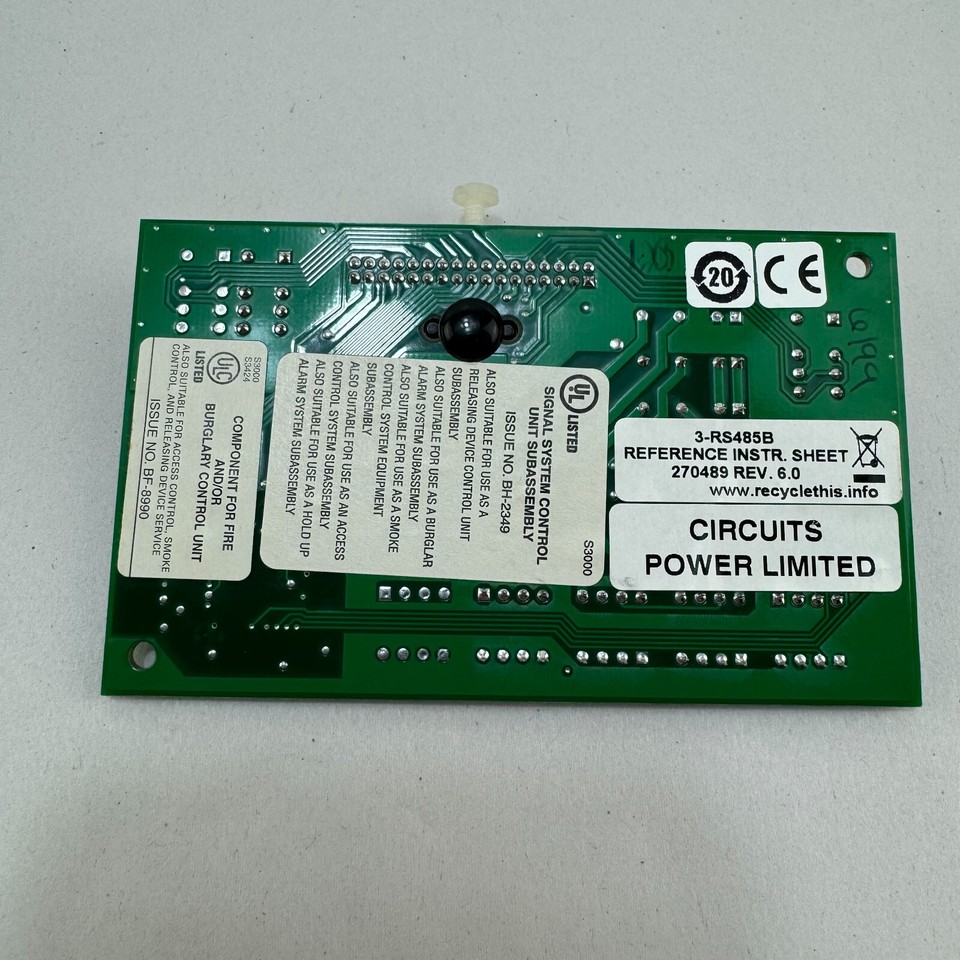 20
CE
6/99
3-RS485B
REFERENCE INSTR. SHEET
270489 REV. 6.0
www.recyclethis.info
CIRCUITS
POWER LIMITED
UL LISTED
S3000
SIGNAL SYSTEM CONTROL
UNIT SUBASSEMBLY
ISSUE NO. BH-2349
ALSO SUITABLE FOR USE AS A
RELEASING DEVICE CONTROL UNIT
SUBASSEMBLY
ALSO SUITABLE FOR USE AS A BURGLAR
ALARM SYSTEM SUBASSEMBLY
ALSO SUITABLE FOR USE AS A SMOKE
CONTROL SYSTEM EQUIPMENT
SUBASSEMBLY
ALSO SUITABLE FOR USE AS AN ACCESS
CONTROL SYSTEM SUBASSEMBLY
ALSO SUITABLE FOR USE AS A HOLD UP
ALARM SYSTEM SUBASSEMBLY
S3000
S3424
ULC
LISTED
COMPONENT FOR FIRE
AND/OR
BURGLARY CONTROL UNIT
ALSO SUITABLE FOR ACCESS CONTROL, SMOKE
CONTROL, AND RELEASING DEVICE SERVICE
ISSUE NO. BF-8990